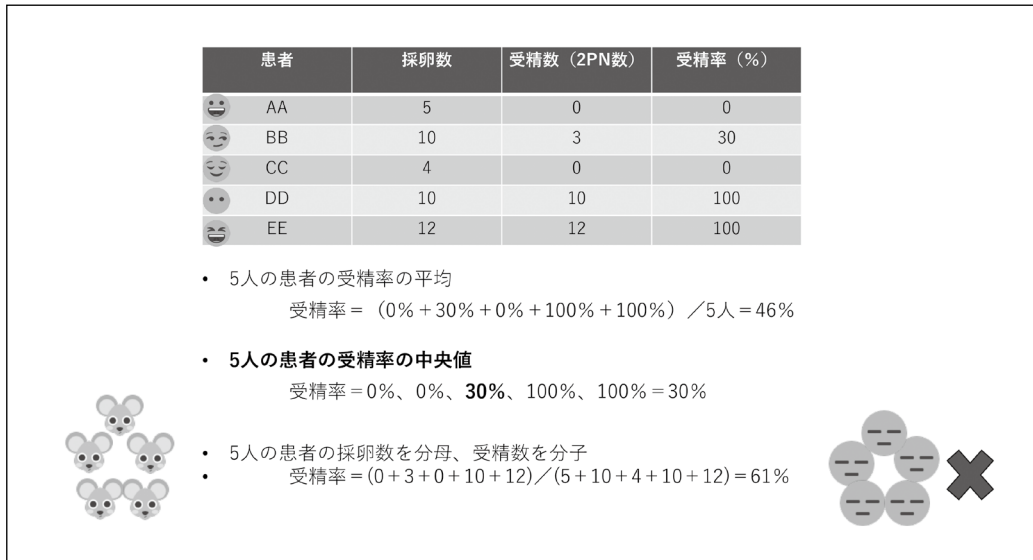 患者 採卵数 受精数（2PN数） 受精率（%）
AA 5 0 0
BB 10 3 30
CC 4 0 0
DD 10 10 100
EE 12 12 100
• 5人の患者の受精率の平均
受精率＝（0%＋30%＋0%＋100%＋100%）／5人＝46%
• 5人の患者の受精率の中央値
受精率＝0%、0%、30%、100%、100%＝30%
• 5人の患者の採卵数を分母、受精数を分子
• 受精率＝(0＋3＋0＋10＋12)／(5＋10＋4＋10＋12)＝61%